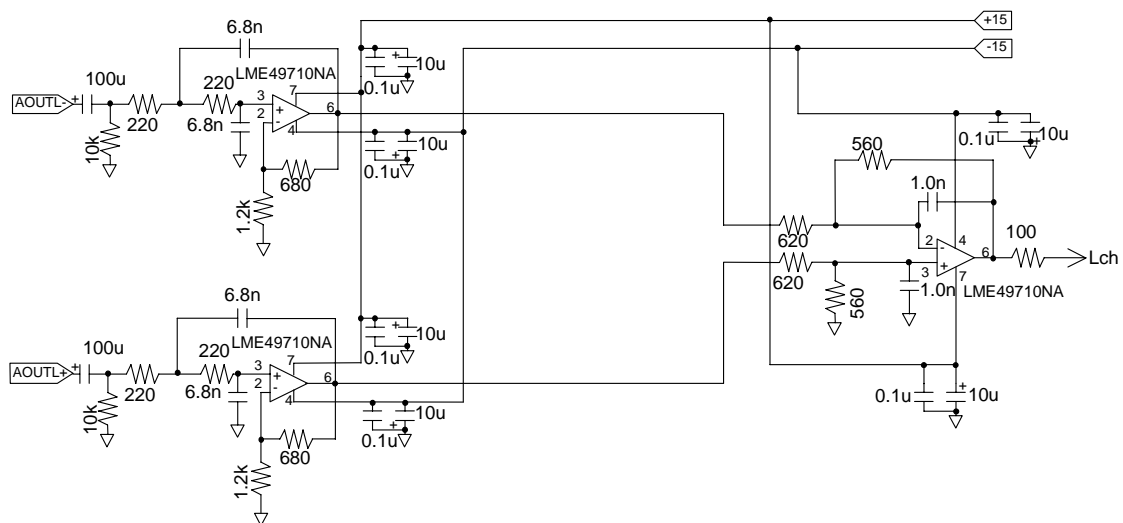 +15
-15
6.8n
LME49710NA
100u
220
7
+
10u
0.1u
AOUTL-
+
220
3
+
2
-
6
4
6.8n
10k
680
1.2k
10u
+
0.1u
0.1u
10u
+
560
1.0n
620
2
-
4
6
100
Lch
620
3
+
7
1.0n
LME49710NA
560
6.8n
LME49710NA
100u
220
7
+
10u
0.1u
AOUTL+
+
220
3
+
2
-
6
4
6.8n
10k
680
1.2k
10u
+
0.1u
0.1u
+
10u